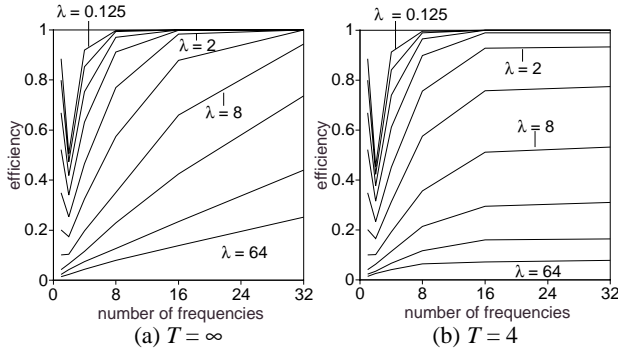 λ = 0.125
1
0.8
0.6
0.4
0.2
0
efficiency
λ = 2
λ = 8
λ = 64
0 8 16 24 32
number of frequencies
(a) T = ∞
λ = 0.125
1
0.8
0.6
0.4
0.2
0
efficiency
λ = 2
λ = 8
λ = 64
0 8 16 24 32
number of frequencies
(b) T = 4